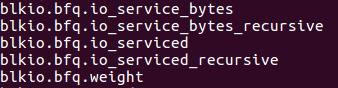 blkio.bfq.io_service_bytes
blkio.bfq.io_service_bytes_recursive
blkio.bfq.io_serviced
blkio.bfq.io_serviced_recursive
blkio.bfq.weight